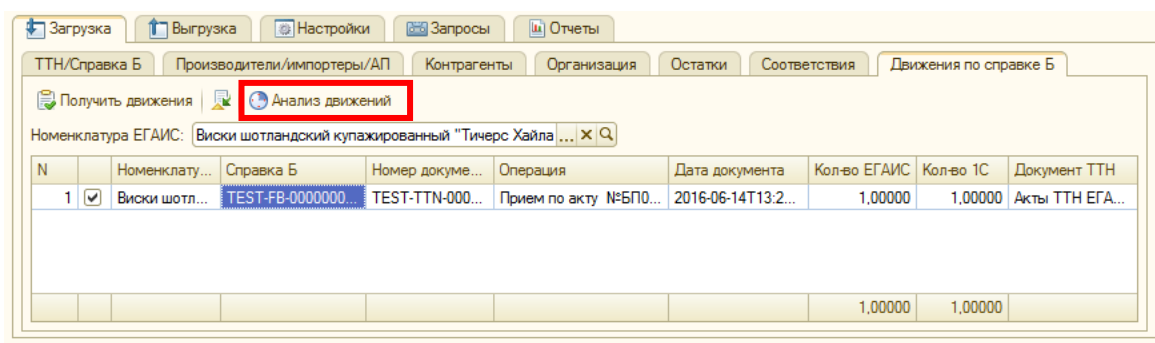 Загрузка Выгрузка Настройки Запросы Отчеты
ТТН/Справка Б Производители/импортеры/АП Контрагенты Организация Остатки Соответствия Движения по справке Б
Получить движения Анализ движений
Номенклатура ЕГАИС: Виски шотландский купажированный "Тичерс Хайла ...
N Номенклату... Справка Б Номер докуме... Операция Дата документа Кол-во ЕГАИС Кол-во 1С Документ ТТН
1 Виски шотл... TEST-FB-0000000... TEST-TTN-000... Прием по акту №БП0... 2016-06-14T13:2... 1,00000 1,00000 Акты ТТН ЕГА...
1,00000 1,00000